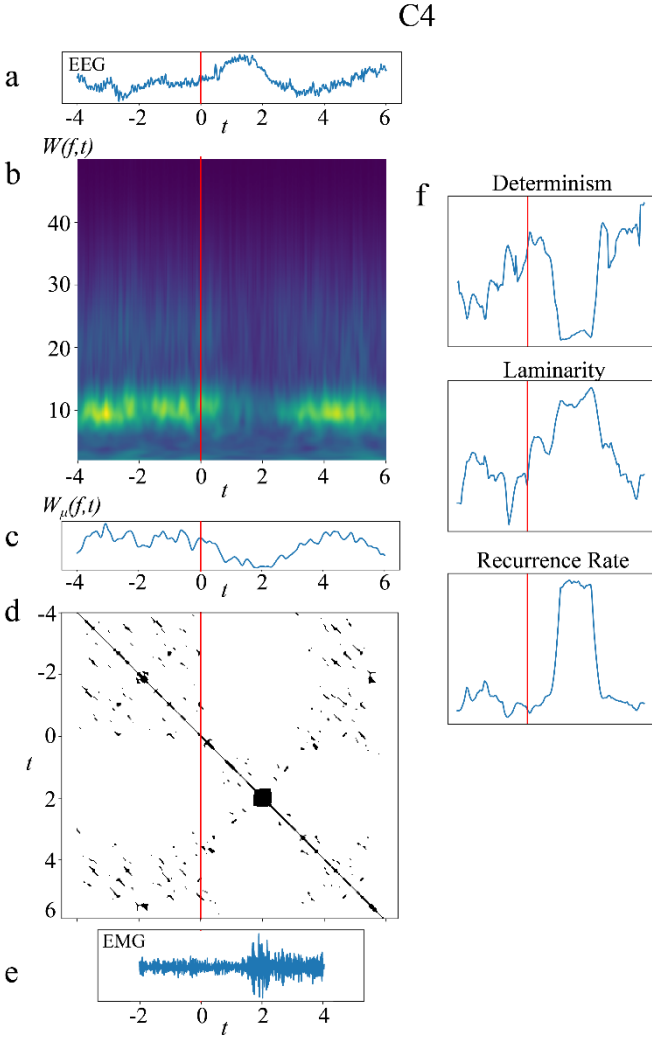 C4
a
EEG
-4 -2 0 2 4 6
t
W(f,t)
b
40
30
20
10
-4 -2 0 2 4 6
t
W_μ(f,t)
c
-4 -2 0 2 4 6
t
d
-4
-2
0
t
2
4
6
EMG
e
-2 0 2 4
t
f
Determinism
Laminarity
Recurrence Rate